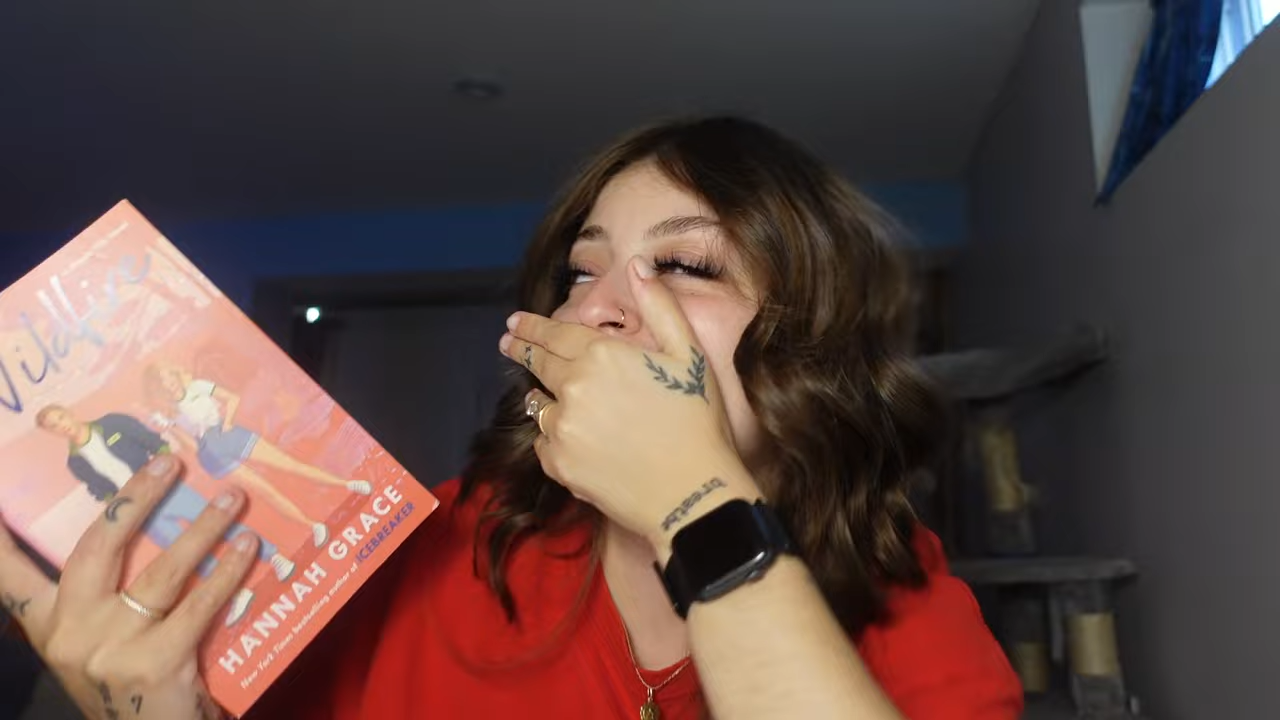 Wildfire
HANNAH GRACE
New York Times bestselling author of ICEBREAKER
breathe